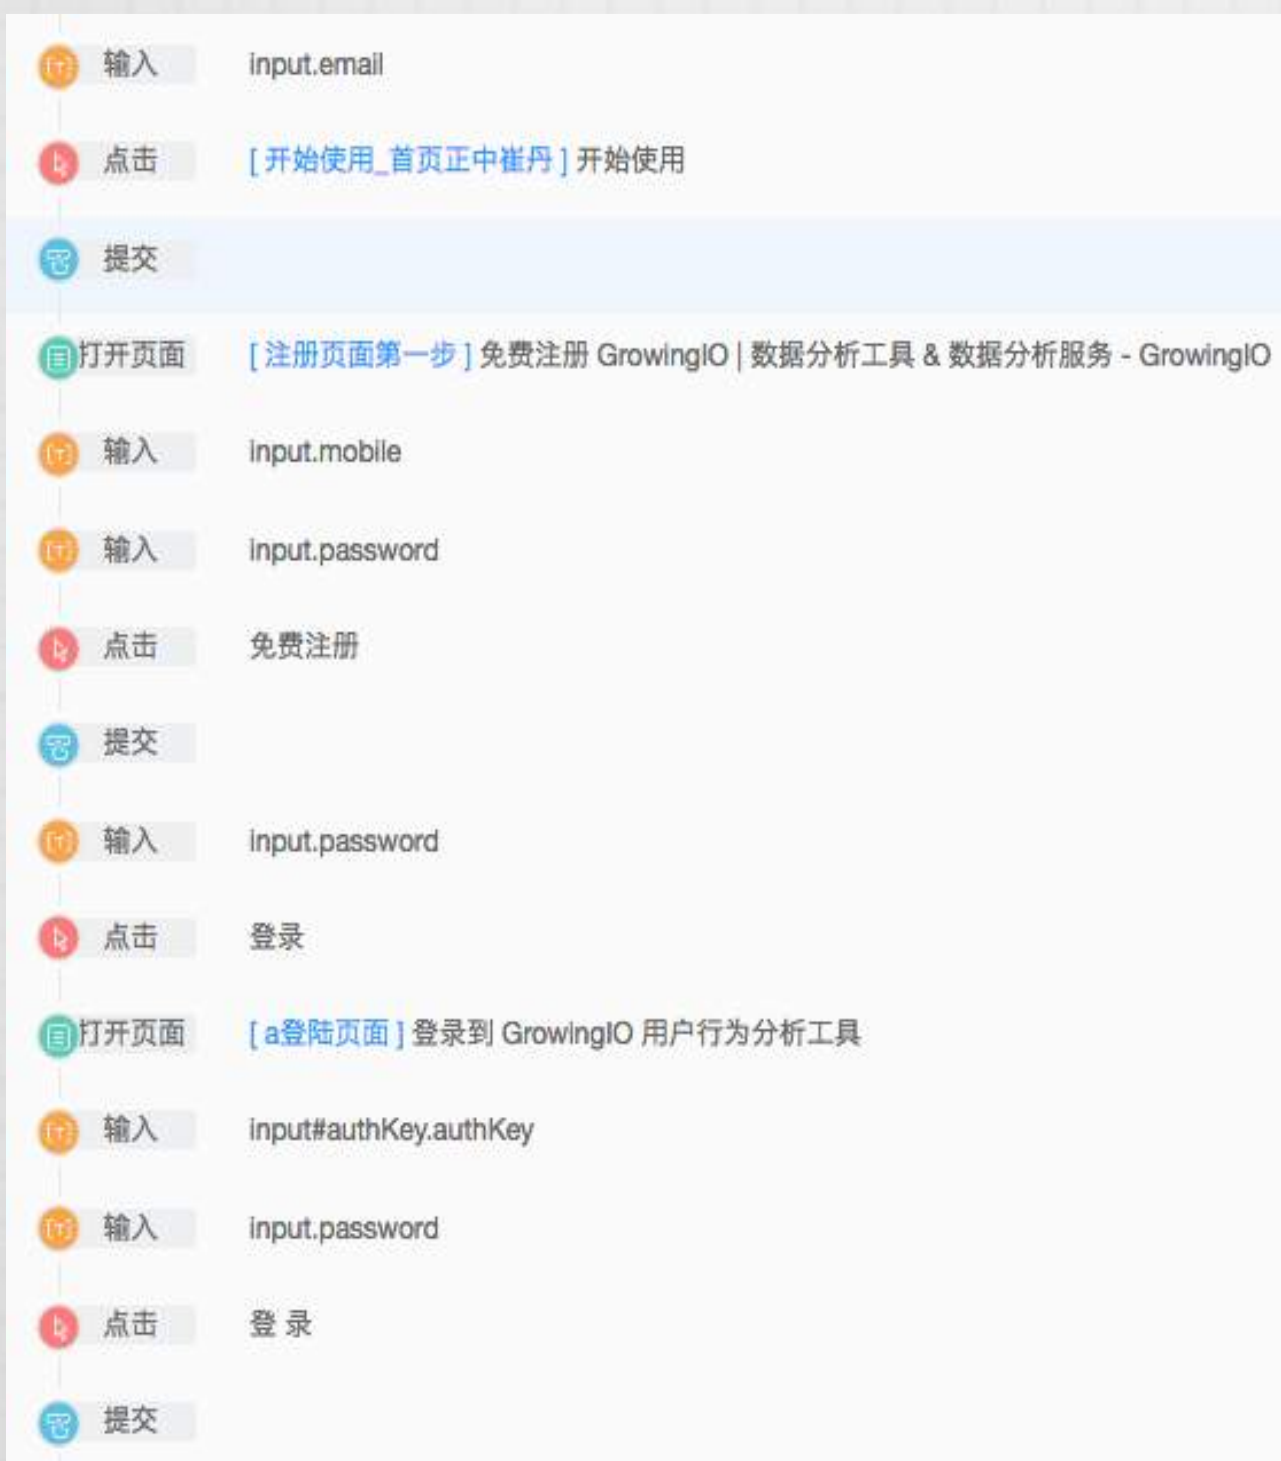 输入 input.email
点击 [ 开始使用_首页正中崔丹 ] 开始使用
提交
打开页面 [ 注册页面第一步 ] 免费注册 GrowingIO | 数据分析工具 & 数据分析服务 - GrowingIO
输入 input.mobile
输入 input.password
点击 免费注册
提交
输入 input.password
点击 登录
打开页面 [ a登陆页面 ] 登录到 GrowingIO 用户行为分析工具
输入 input#authKey.authKey
输入 input.password
点击 登 录
提交